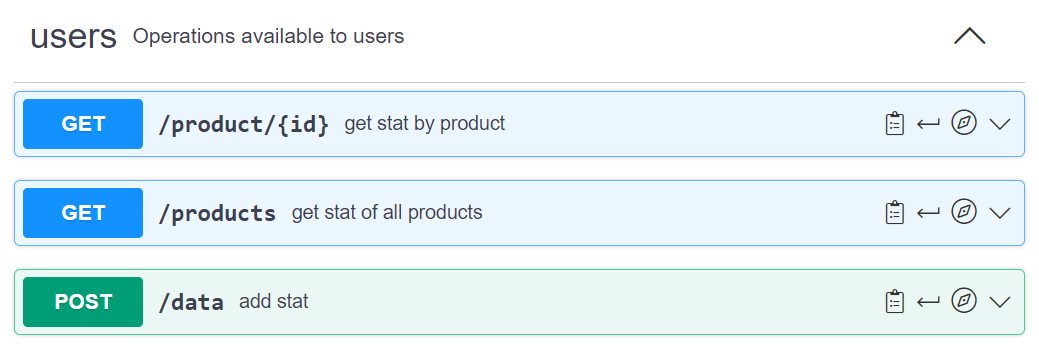 users Operations available to users
GET /product/{id} get stat by product
GET /products get stat of all products
POST /data add stat